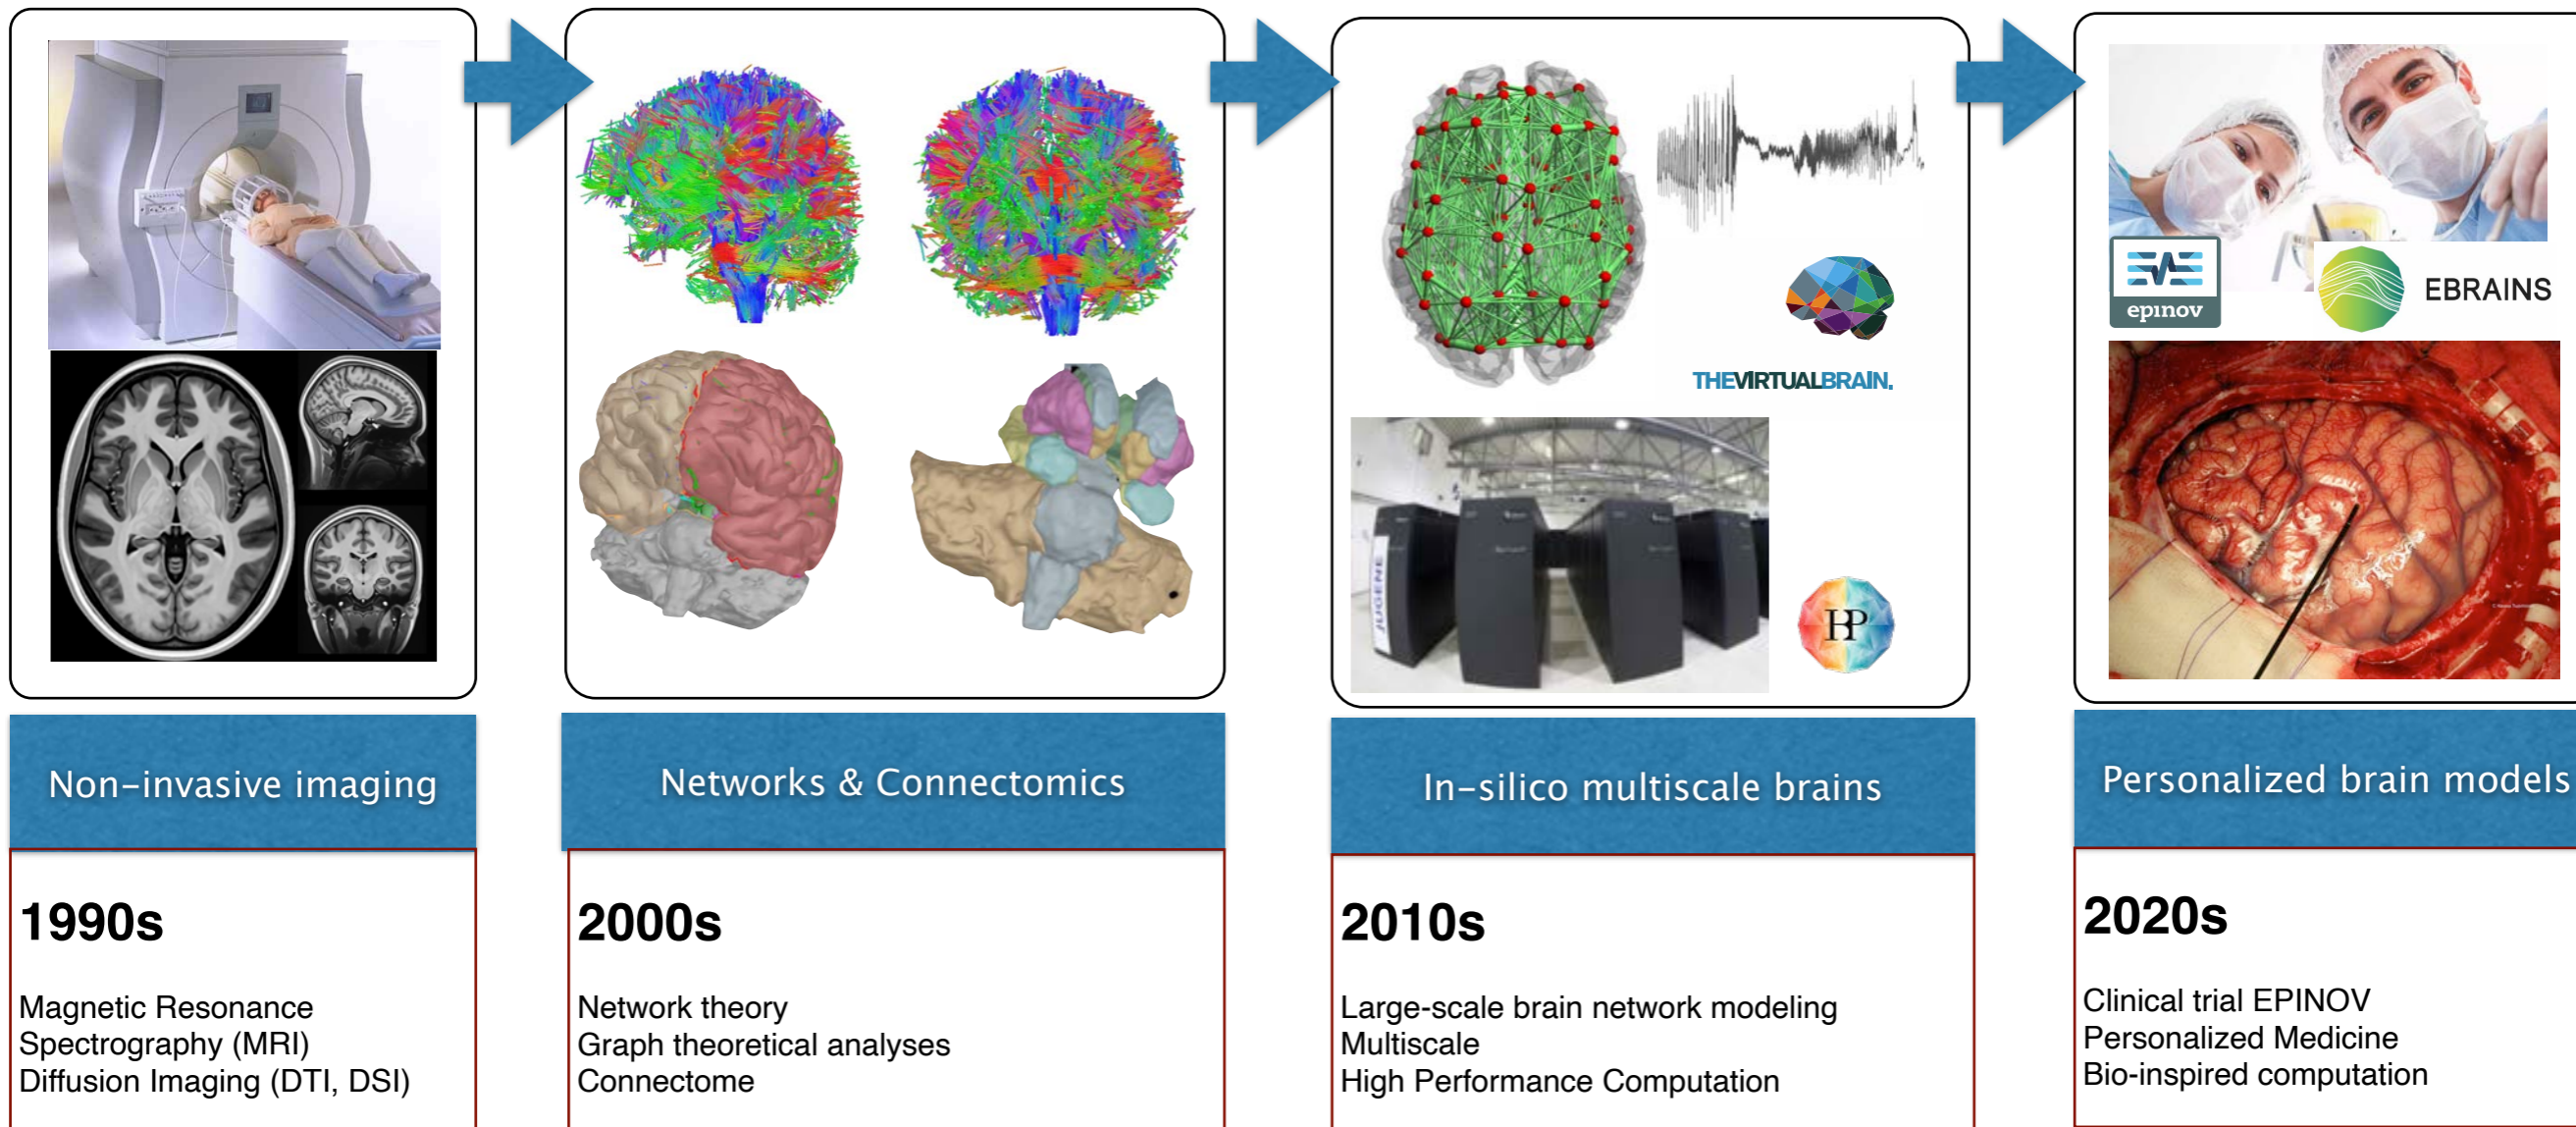 epinov
EBRAINS
THEVIRTUALBRAIN.
JUGENE
HP
Non-invasive imaging
1990s
Magnetic Resonance
Spectrography (MRI)
Diffusion Imaging (DTI, DSI)
Networks & Connectomics
2000s
Network theory
Graph theoretical analyses
Connectome
In-silico multiscale brains
2010s
Large-scale brain network modeling
Multiscale
High Performance Computation
Personalized brain models
2020s
Clinical trial EPINOV
Personalized Medicine
Bio-inspired computation